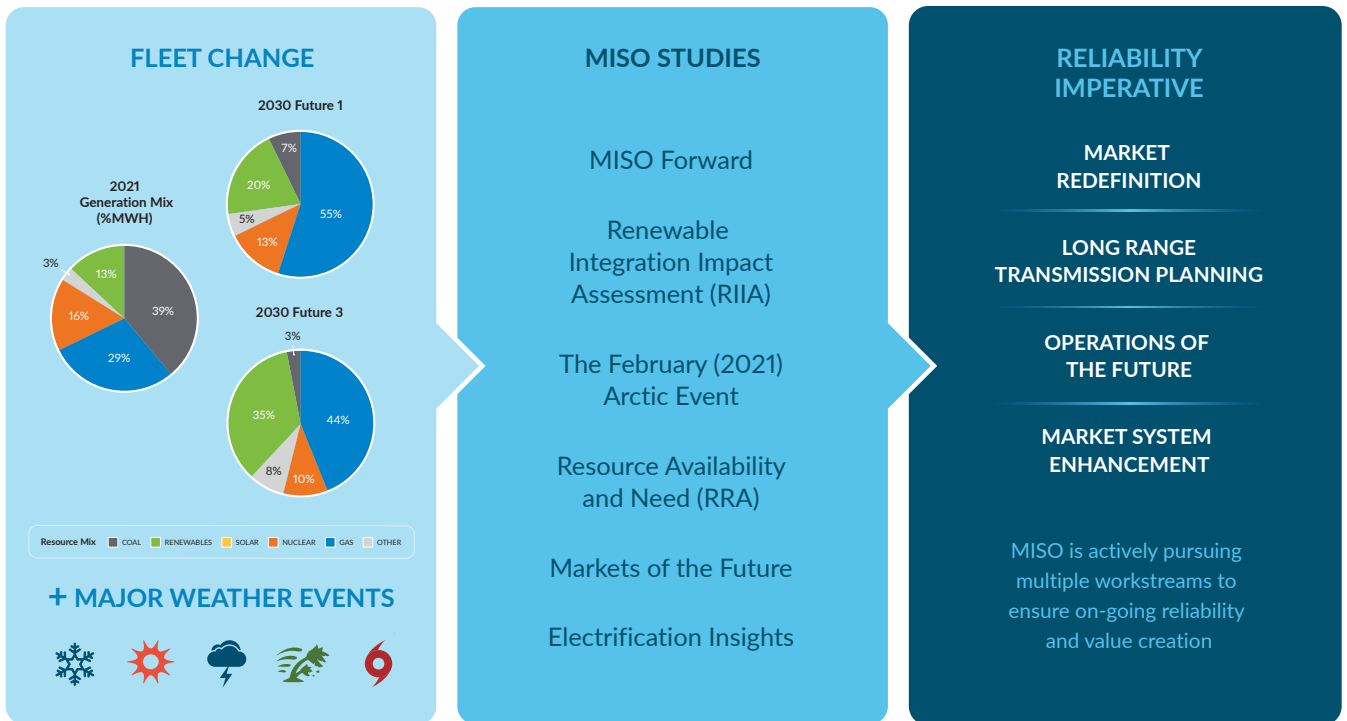 FLEET CHANGE
2030 Future 1
7%
20%
55%
5%
13%
2021
Generation Mix
(%MWH)
3%
13%
39%
16%
29%
2030 Future 3
3%
35%
44%
8%
10%
Resource Mix COAL RENEWABLES SOLAR NUCLEAR GAS OTHER
+ MAJOR WEATHER EVENTS
MISO STUDIES
MISO Forward
Renewable
Integration Impact
Assessment (RIIA)
The February (2021)
Arctic Event
Resource Availability
and Need (RRA)
Markets of the Future
Electrification Insights
RELIABILITY
IMPERATIVE
MARKET
REDEFINITION
LONG RANGE
TRANSMISSION PLANNING
OPERATIONS OF
THE FUTURE
MARKET SYSTEM
ENHANCEMENT
MISO is actively pursuing
multiple workstreams to
ensure on-going reliability
and value creation